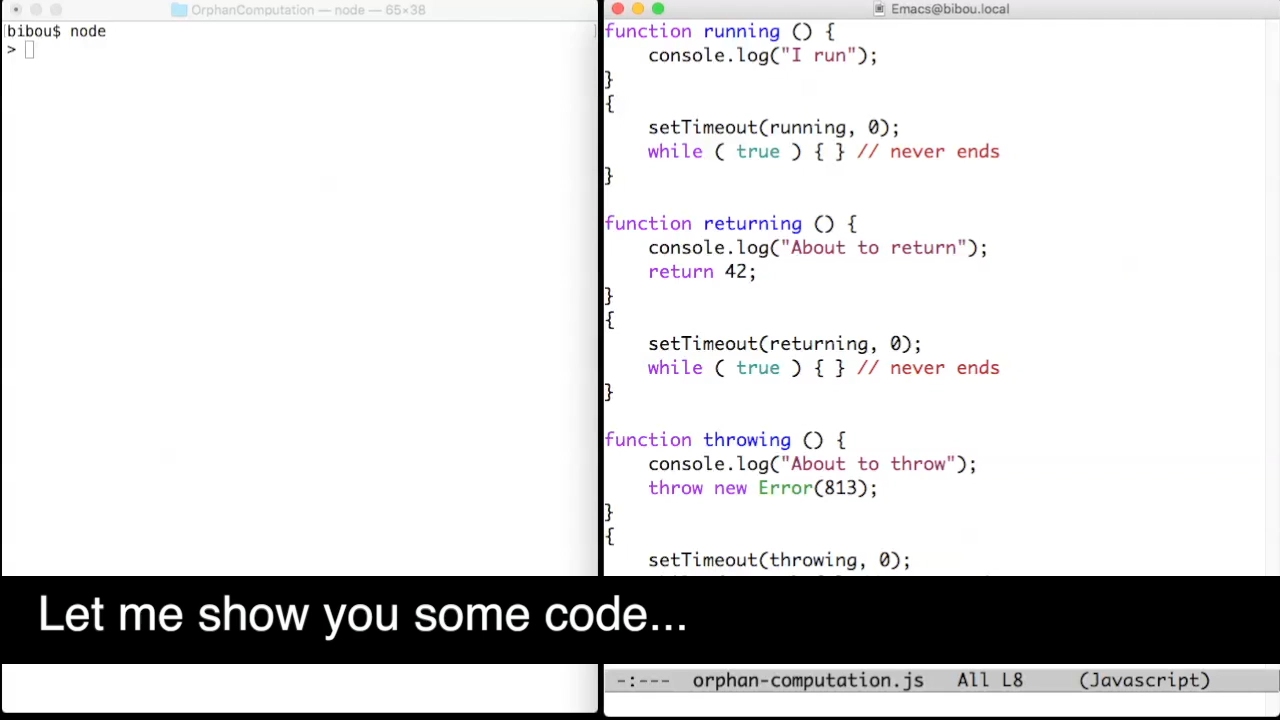 OrphanComputation — node — 65×38
bibou$ node
>
Emacs@bibou.local
function running () {
    console.log("I run");
}
{
    setTimeout(running, 0);
    while ( true ) { } // never ends
}
function returning () {
    console.log("About to return");
    return 42;
}
{
    setTimeout(returning, 0);
    while ( true ) { } // never ends
}
function throwing () {
    console.log("About to throw");
    throw new Error(813);
}
{
    setTimeout(throwing, 0);
Let me show you some code...
-:--- orphan-computation.js All L8 (Javascript)